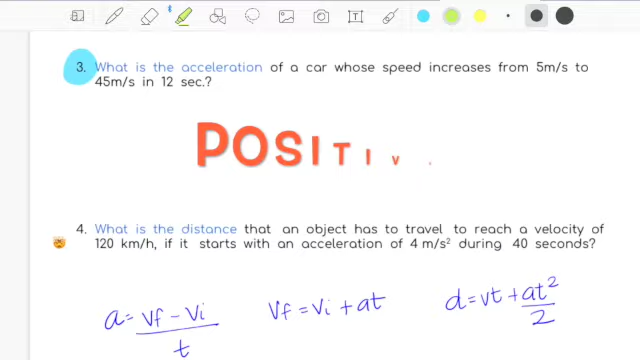 3. What is the acceleration of a car whose speed increases from 5m/s to
45m/s in 12 sec.?
POSITIV
4. What is the distance that an object has to travel to reach a velocity of
120 km/h, if it starts with an acceleration of 4 m/s² during 40 seconds?
a = vf - vi / t    vf = vi + at    d = vt + at² / 2